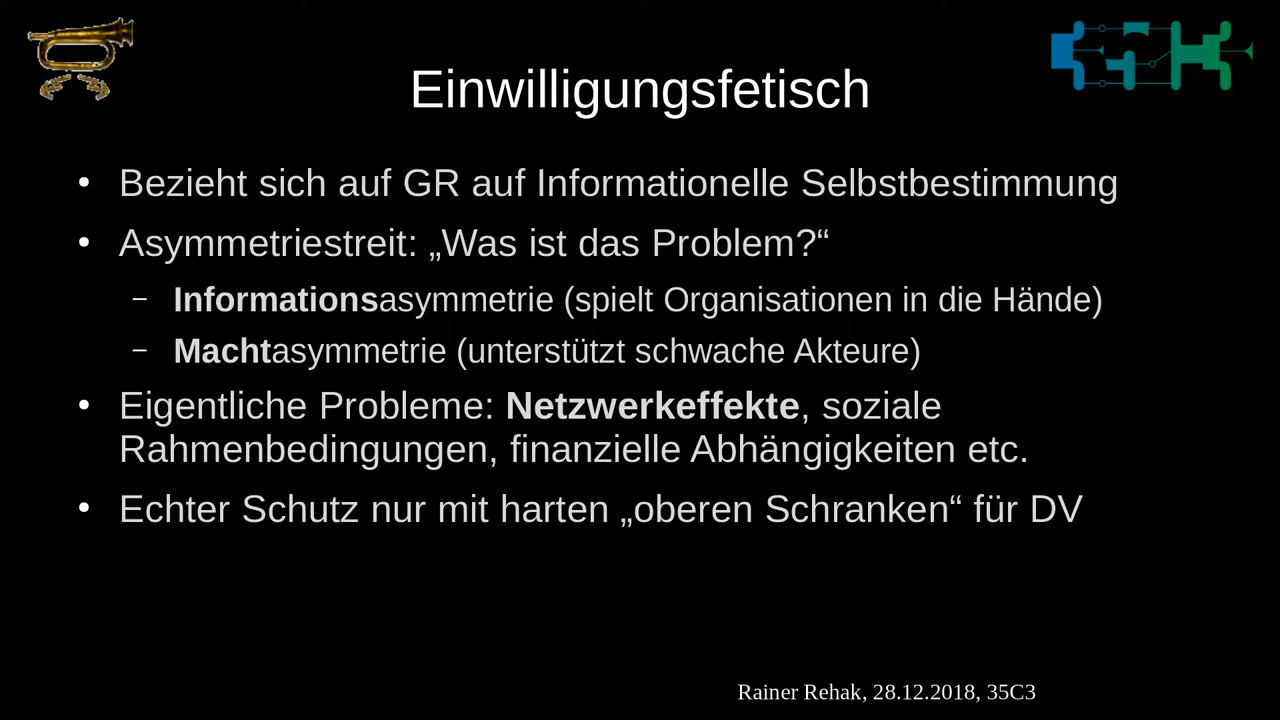 Einwilligungsfetisch
• Bezieht sich auf GR auf Informationelle Selbstbestimmung
• Asymmetriestreit: „Was ist das Problem?“
– Informationsasymmetrie (spielt Organisationen in die Hände)
– Machtasymmetrie (unterstützt schwache Akteure)
• Eigentliche Probleme: Netzwerkeffekte, soziale
Rahmenbedingungen, finanzielle Abhängigkeiten etc.
• Echter Schutz nur mit harten „oberen Schranken“ für DV
Rainer Rehak, 28.12.2018, 35C3